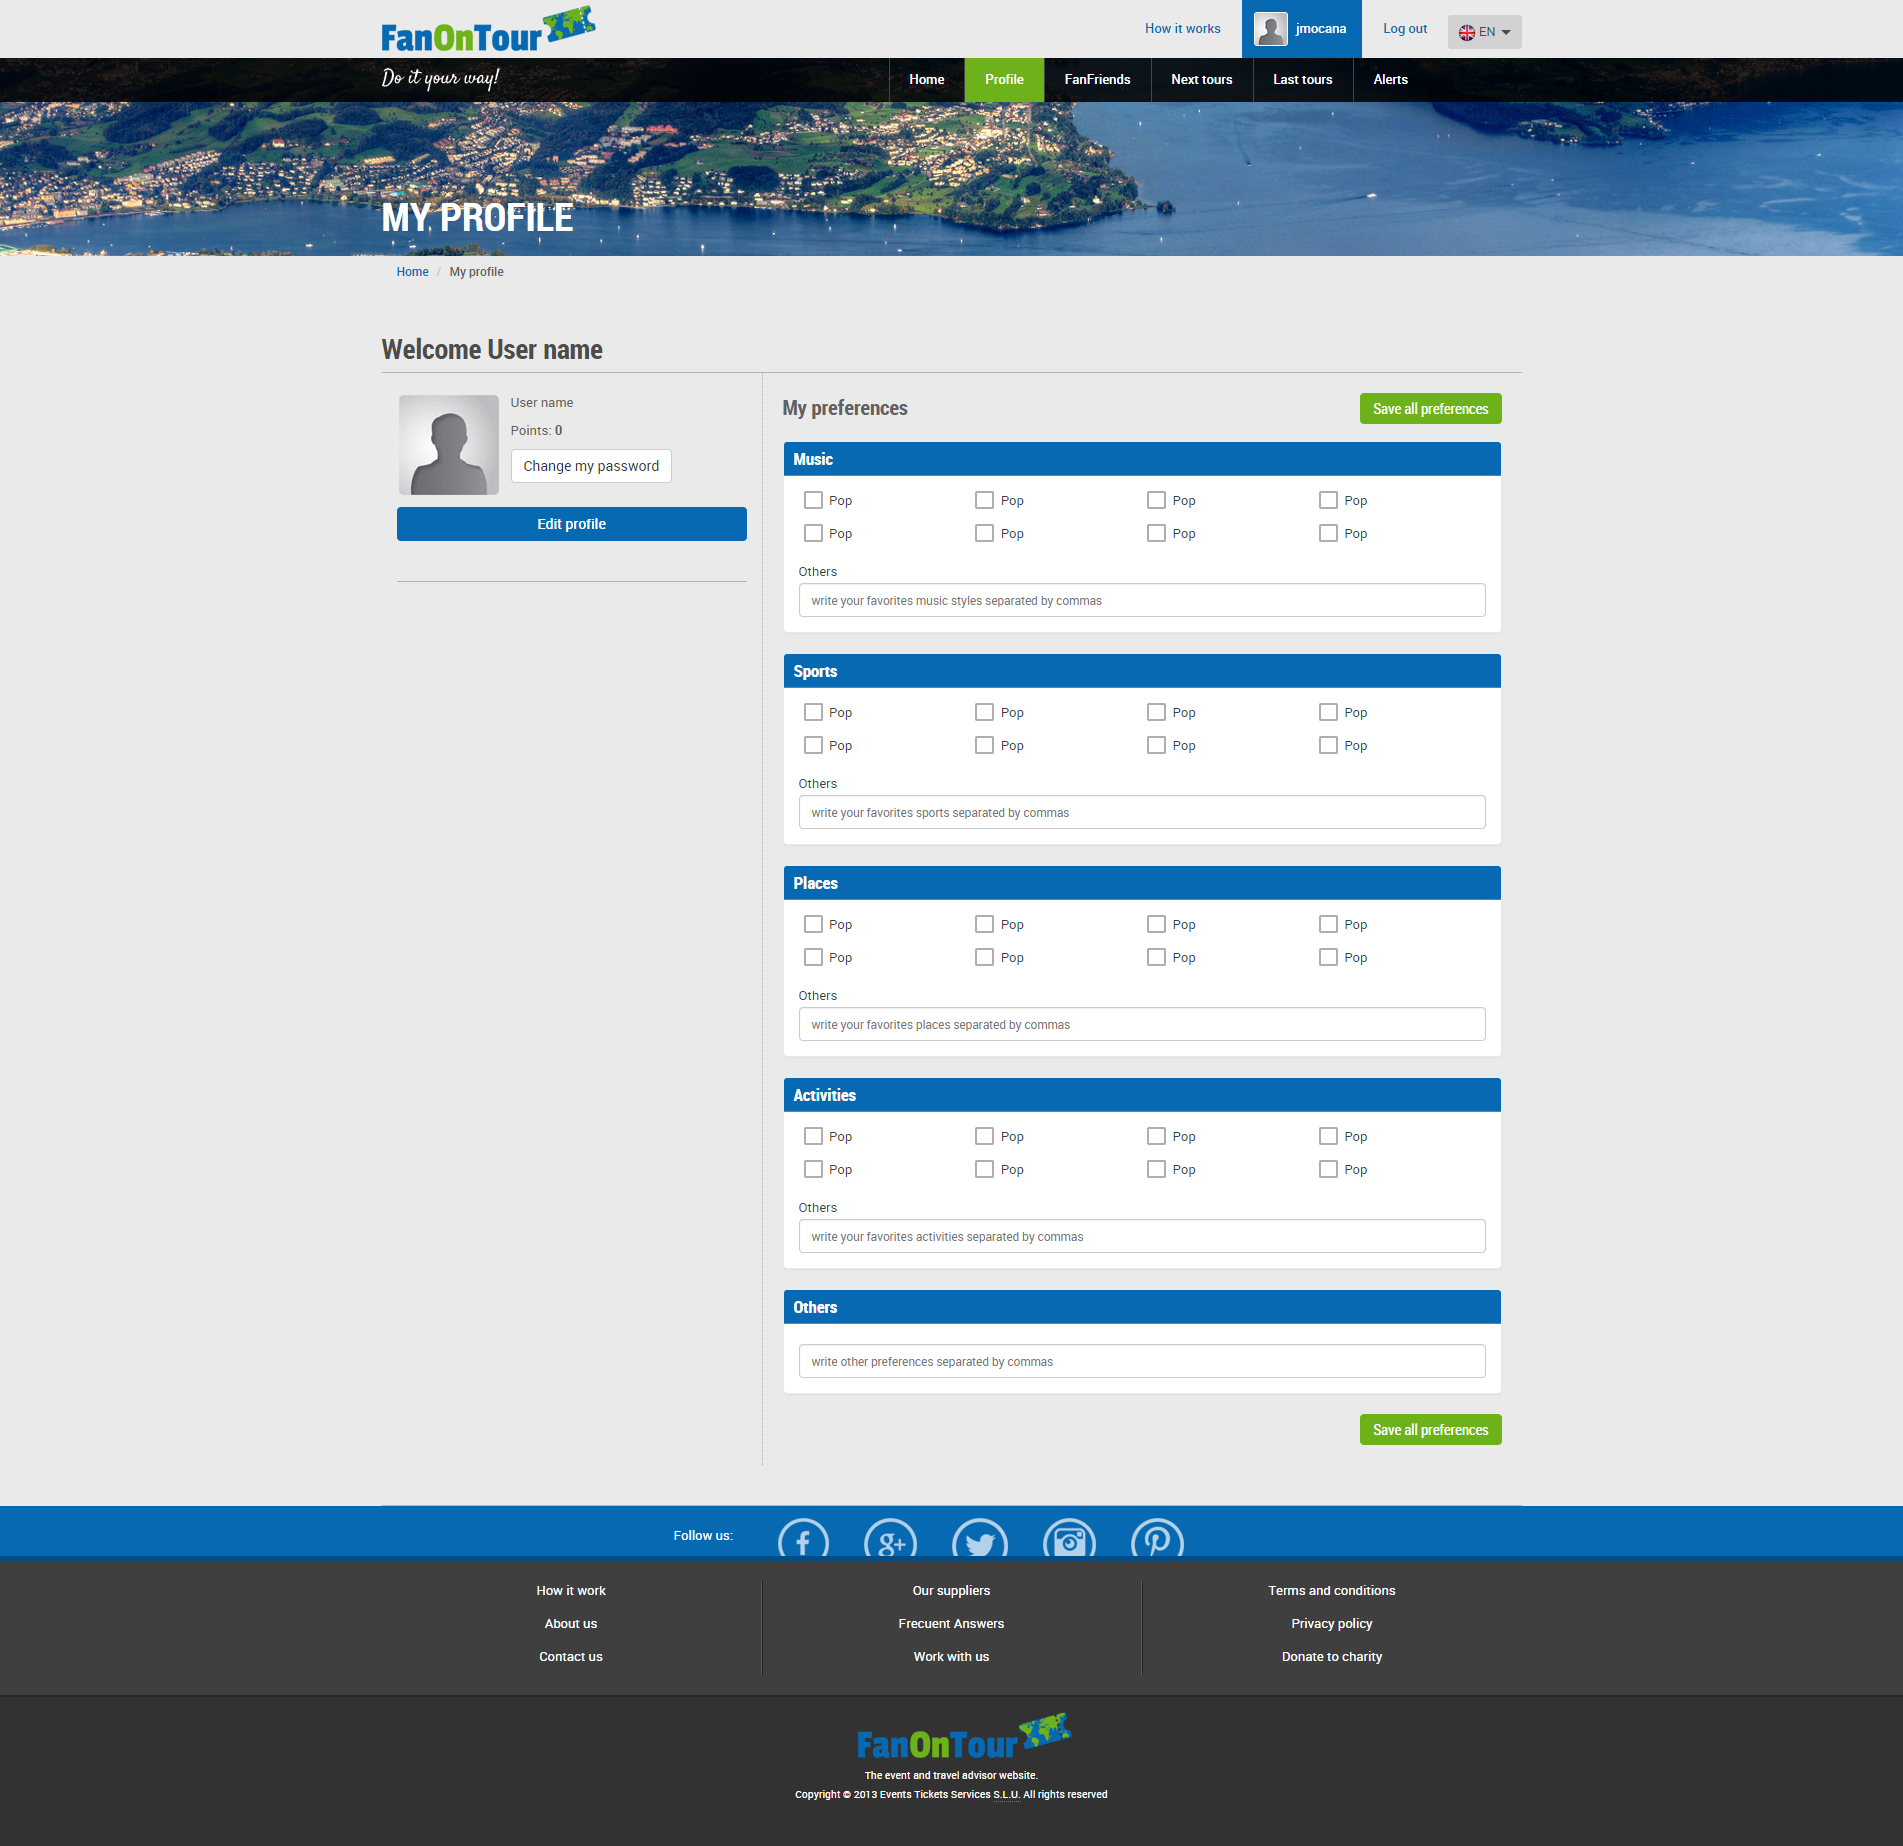 FanOnTour
How it works
jmocana
Log out
EN
Do it your way!
Home
Profile
FanFriends
Next tours
Last tours
Alerts
MY PROFILE
Home / My profile
Welcome User name
User name
Points: 0
Change my password
Edit profile
My preferences
Save all preferences
Music
Pop Pop Pop Pop
Pop Pop Pop Pop
Others
write your favorites music styles separated by commas
Sports
Pop Pop Pop Pop
Pop Pop Pop Pop
Others
write your favorites sports separated by commas
Places
Pop Pop Pop Pop
Pop Pop Pop Pop
Others
write your favorites places separated by commas
Activities
Pop Pop Pop Pop
Pop Pop Pop Pop
Others
write your favorites activities separated by commas
Others
write other preferences separated by commas
Save all preferences
Follow us:
How it work
About us
Contact us
Our suppliers
Frecuent Answers
Work with us
Terms and conditions
Privacy policy
Donate to charity
FanOnTour
The event and travel advisor website.
Copyright © 2013 Events Tickets Services S.L.U. All rights reserved